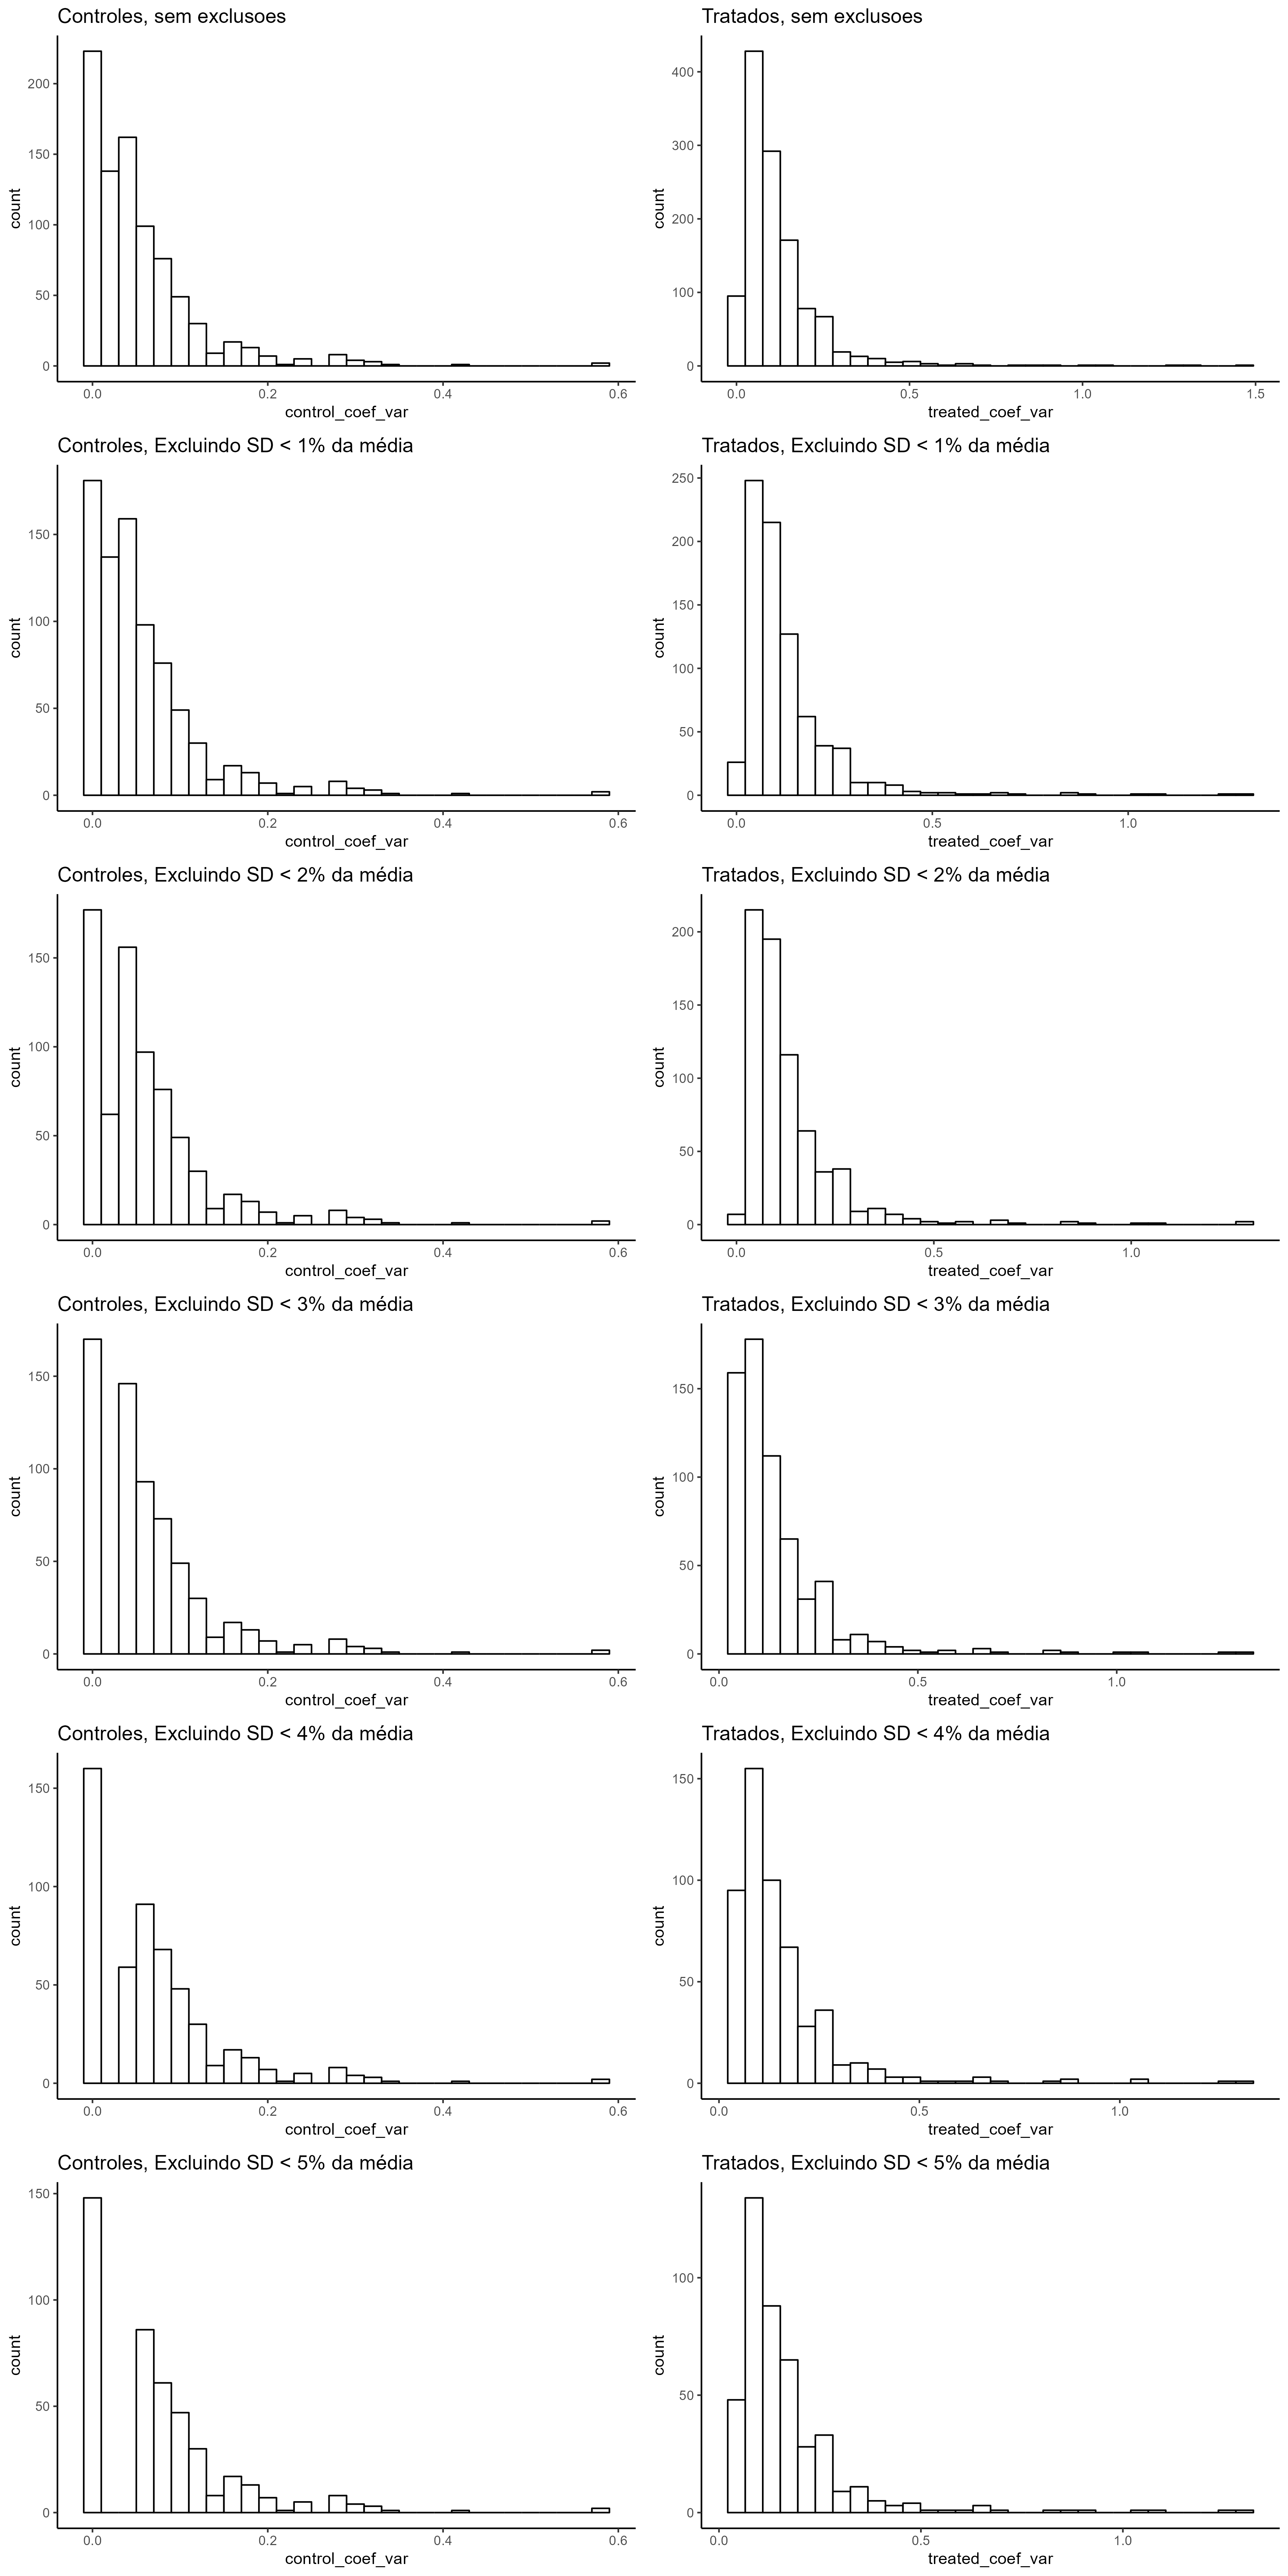 Controles, sem exclusoes
Tratados, sem exclusoes
count
200
150
100
50
0
0.0
0.2
0.4
0.6
control_coef_var
count
400
300
200
100
0
0.0
0.5
1.0
1.5
treated_coef_var
Controles, Excluindo SD < 1% da média
Tratados, Excluindo SD < 1% da média
count
150
100
50
0
0.0
0.2
0.4
0.6
control_coef_var
count
250
200
150
100
50
0
0.0
0.5
1.0
treated_coef_var
Controles, Excluindo SD < 2% da média
Tratados, Excluindo SD < 2% da média
count
150
100
50
0
0.0
0.2
0.4
0.6
control_coef_var
count
200
150
100
50
0
0.0
0.5
1.0
treated_coef_var
Controles, Excluindo SD < 3% da média
Tratados, Excluindo SD < 3% da média
count
150
100
50
0
0.0
0.2
0.4
0.6
control_coef_var
count
150
100
50
0
0.0
0.5
1.0
treated_coef_var
Controles, Excluindo SD < 4% da média
Tratados, Excluindo SD < 4% da média
count
150
100
50
0
0.0
0.2
0.4
0.6
control_coef_var
count
150
100
50
0
0.0
0.5
1.0
treated_coef_var
Controles, Excluindo SD < 5% da média
Tratados, Excluindo SD < 5% da média
count
150
100
50
0
0.0
0.2
0.4
0.6
control_coef_var
count
100
50
0
0.0
0.5
1.0
treated_coef_var